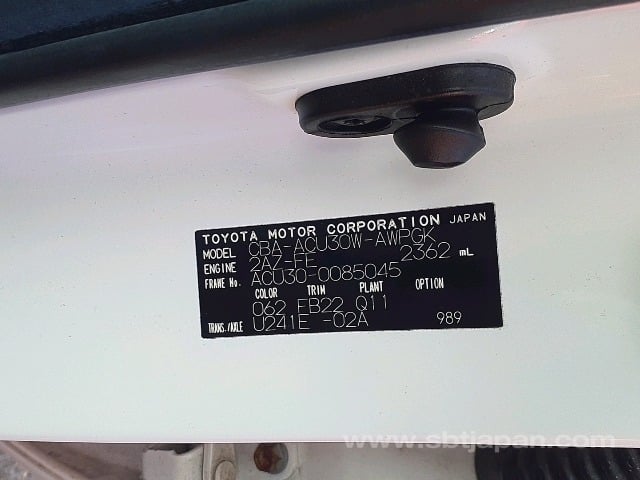 TOYOTA MOTOR CORPORATION JAPAN
MODEL CBA-ACU30W-AWPGK
ENGINE 2AZ-FE 2362 mL
FRAME No. ACU30-0085045
COLOR TRIM PLANT OPTION
062 FB22 Q11
TRANS./AXLE U241E -02A 989
www.sbtjapan.com